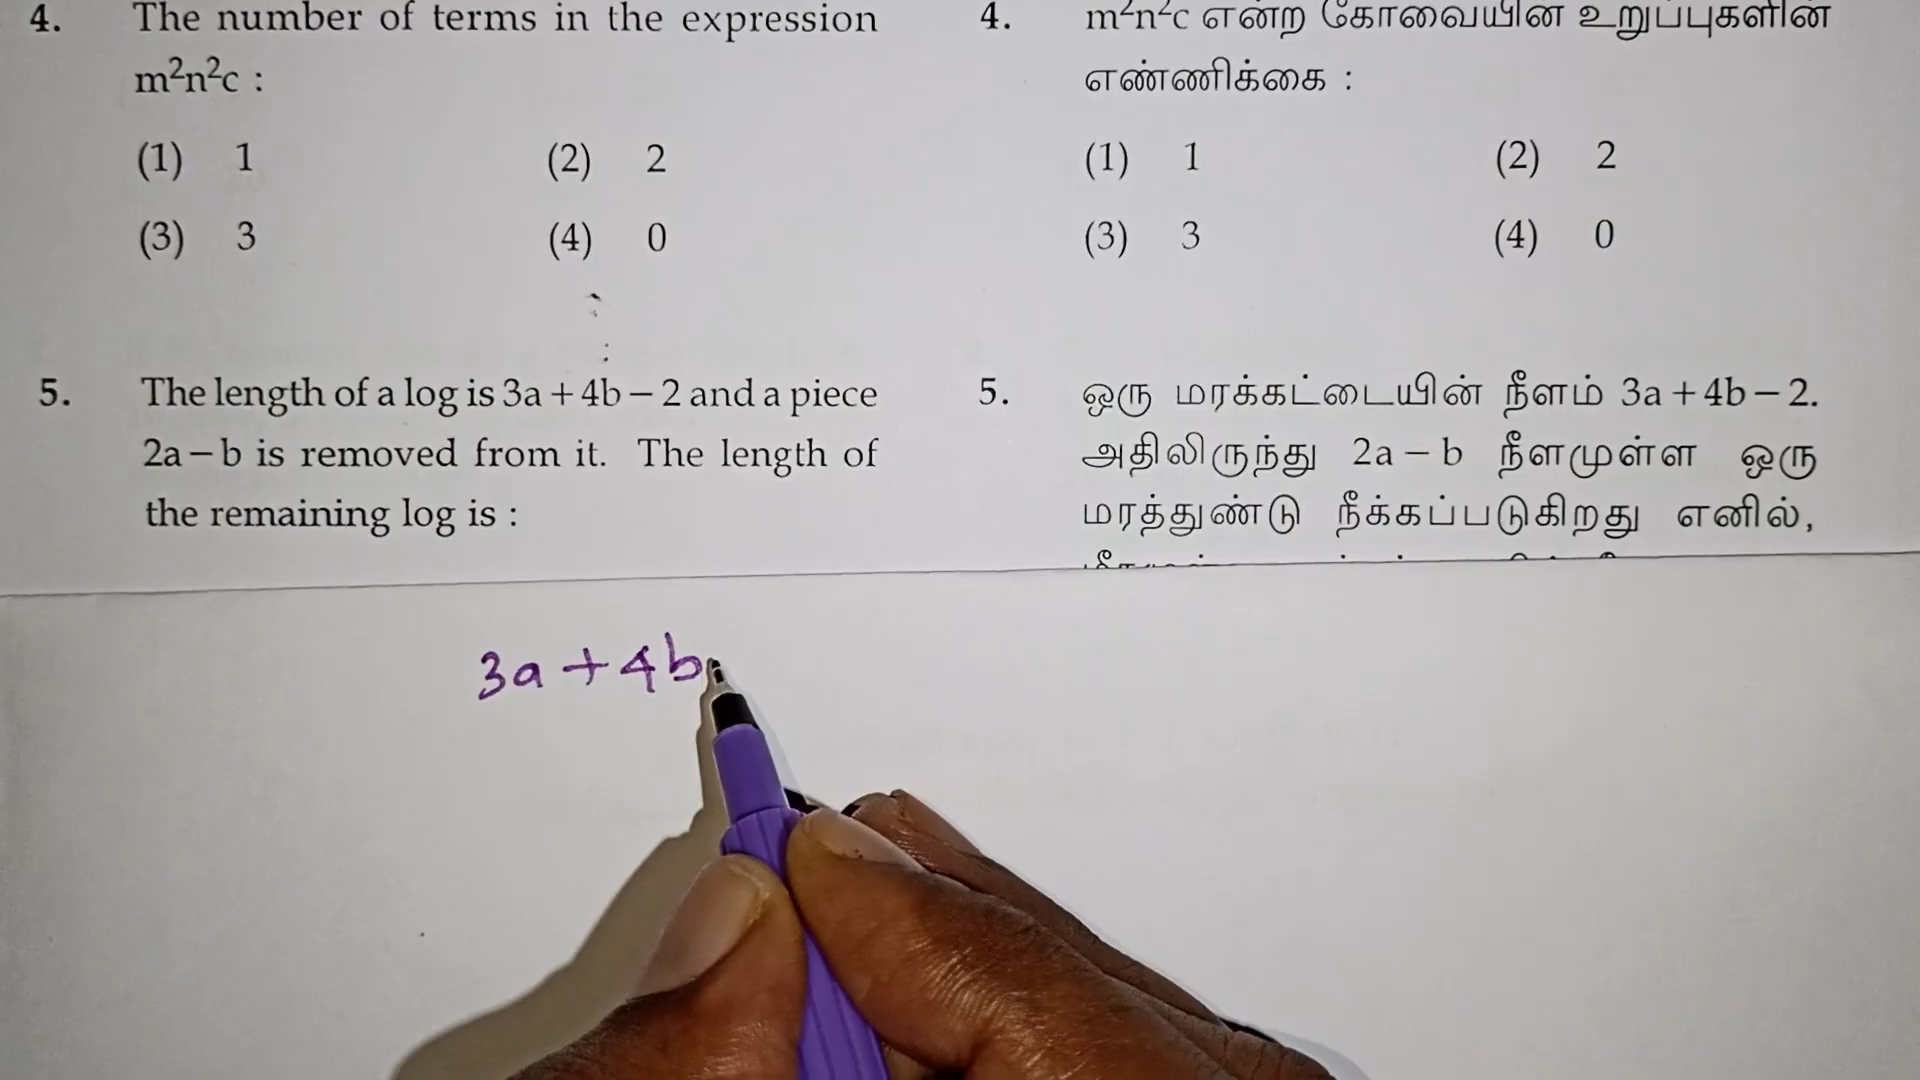 4. The number of terms in the expression
m²n²c :
(1) 1 (2) 2
(3) 3 (4) 0
5. The length of a log is 3a + 4b – 2 and a piece
2a – b is removed from it. The length of
the remaining log is :
4. m²n²c என்ற கோவையின் உறுப்புகளின்
எண்ணிக்கை :
(1) 1 (2) 2
(3) 3 (4) 0
5. ஒரு மரக்கட்டையின் நீளம் 3a + 4b – 2.
அதிலிருந்து 2a – b நீளமுள்ள ஒரு
மரத்துண்டு நீக்கப்படுகிறது எனில்,
3a + 4b